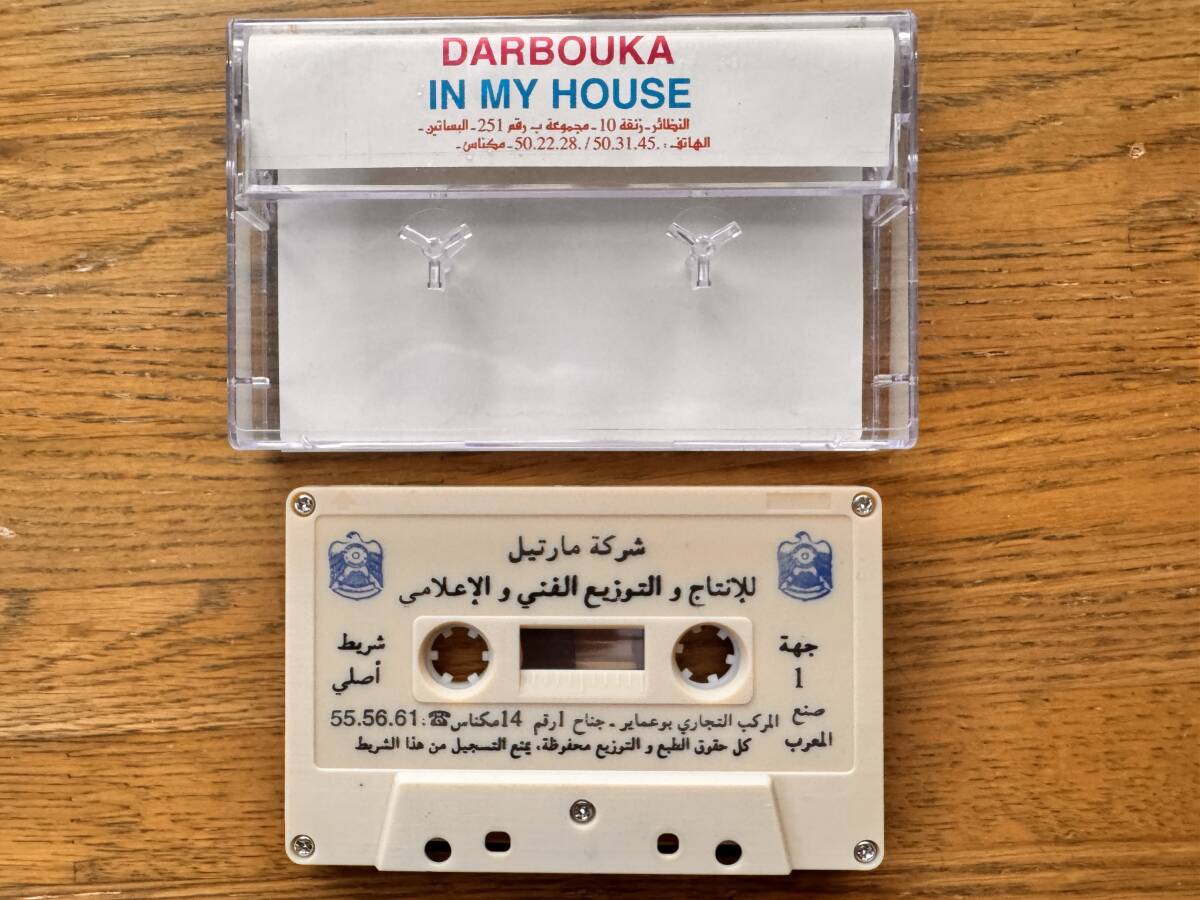 DARBOUKA
IN MY HOUSE
النظائر - زنقة 10 - مجموعة ب رقم 251 - البساتين -
الهاتف : .50.31.45 / .50.22.28 - مكناس -
شركة مارتيل
للإنتاج و التوزيع الفني و الإعلامي
جهة
1
شريط
أصلي
صنع
المعرب
المركب التجاري بوعماير - جناح 1 رقم 14 مكناس ☎ : 55.56.61
كل حقوق الطبع و التوزيع محفوظة، يمنع التسجيل من هذا الشريط